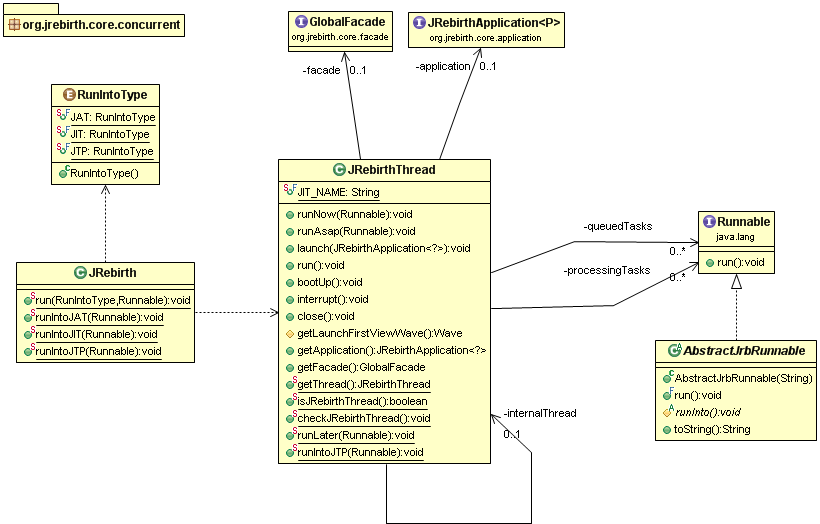 org.jrebirth.core.concurrent
GlobalFacade
org.jrebirth.core.facade
JRebirthApplication<P>
org.jrebirth.core.application
-facade
0..1
-application
0..1
RunIntoType
JAT: RunIntoType
JIT: RunIntoType
JTP: RunIntoType
RunIntoType()
JRebirth
run(RunIntoType,Runnable):void
runIntoJAT(Runnable):void
runIntoJIT(Runnable):void
runIntoJTP(Runnable):void
JRebirthThread
JIT_NAME: String
runNow(Runnable):void
runAsap(Runnable):void
launch(JRebirthApplication<?>):void
run():void
bootUp():void
interrupt():void
close():void
getLaunchFirstViewWave():Wave
getApplication():JRebirthApplication<?>
getFacade():GlobalFacade
getThread():JRebirthThread
isJRebirthThread():boolean
checkJRebirthThread():void
runLater(Runnable):void
runIntoJTP(Runnable):void
-queuedTasks
0..*
-processingTasks
0..*
-internalThread
0..1
Runnable
java.lang
run():void
AbstractJrbRunnable
AbstractJrbRunnable(String)
run():void
runInto():void
toString():String